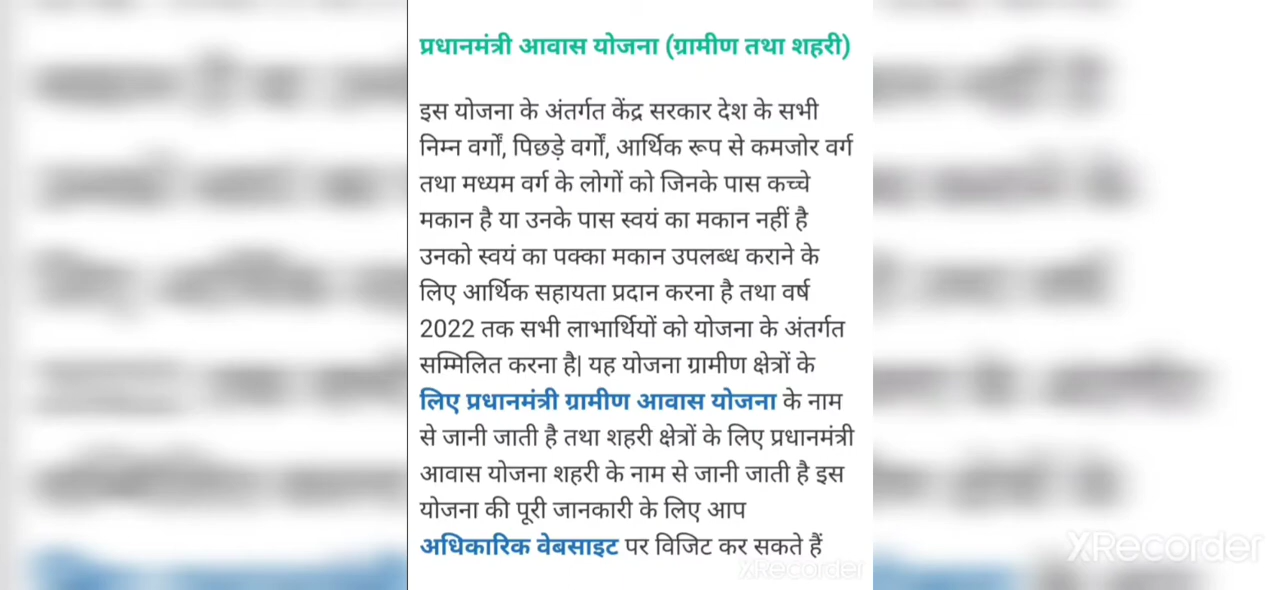 प्रधानमंत्री आवास योजना (ग्रामीण तथा शहरी)
इस योजना के अंतर्गत केंद्र सरकार देश के सभी
निम्न वर्गों, पिछड़े वर्गों, आर्थिक रूप से कमजोर वर्ग
तथा मध्यम वर्ग के लोगों को जिनके पास कच्चे
मकान है या उनके पास स्वयं का मकान नहीं है
उनको स्वयं का पक्का मकान उपलब्ध कराने के
लिए आर्थिक सहायता प्रदान करना है तथा वर्ष
2022 तक सभी लाभार्थियों को योजना के अंतर्गत
सम्मिलित करना है| यह योजना ग्रामीण क्षेत्रों के
लिए प्रधानमंत्री ग्रामीण आवास योजना के नाम
से जानी जाती है तथा शहरी क्षेत्रों के लिए प्रधानमंत्री
आवास योजना शहरी के नाम से जानी जाती है इस
योजना की पूरी जानकारी के लिए आप
अधिकारिक वेबसाइट पर विजिट कर सकते हैं
XRecorder
XRecorder